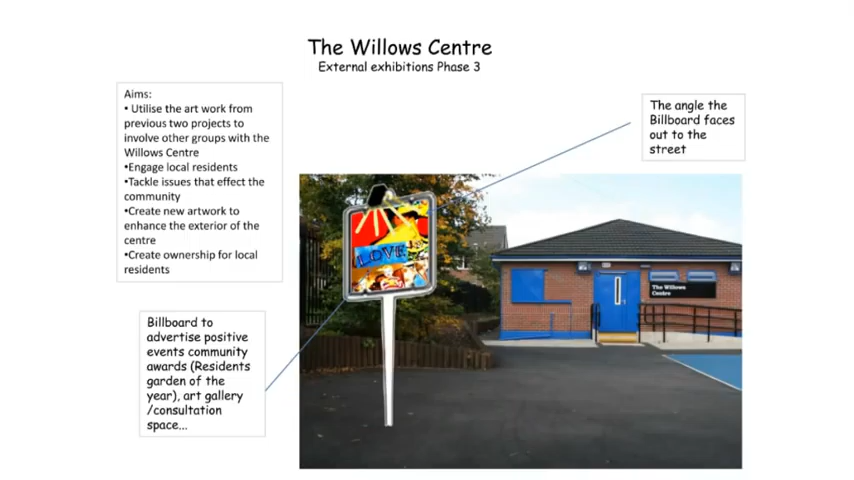 The Willows Centre
External exhibitions Phase 3
Aims:
• Utilise the art work from
previous two projects to
involve other groups with the
Willows Centre
•Engage local residents
•Tackle issues that effect the
community
•Create new artwork to
enhance the exterior of the
centre
•Create ownership for local
residents
The angle the
Billboard faces
out to the
street
LOVE
The Willows
Centre
Billboard to
advertise positive
events community
awards (Residents
garden of the
year), art gallery
/consultation
space...